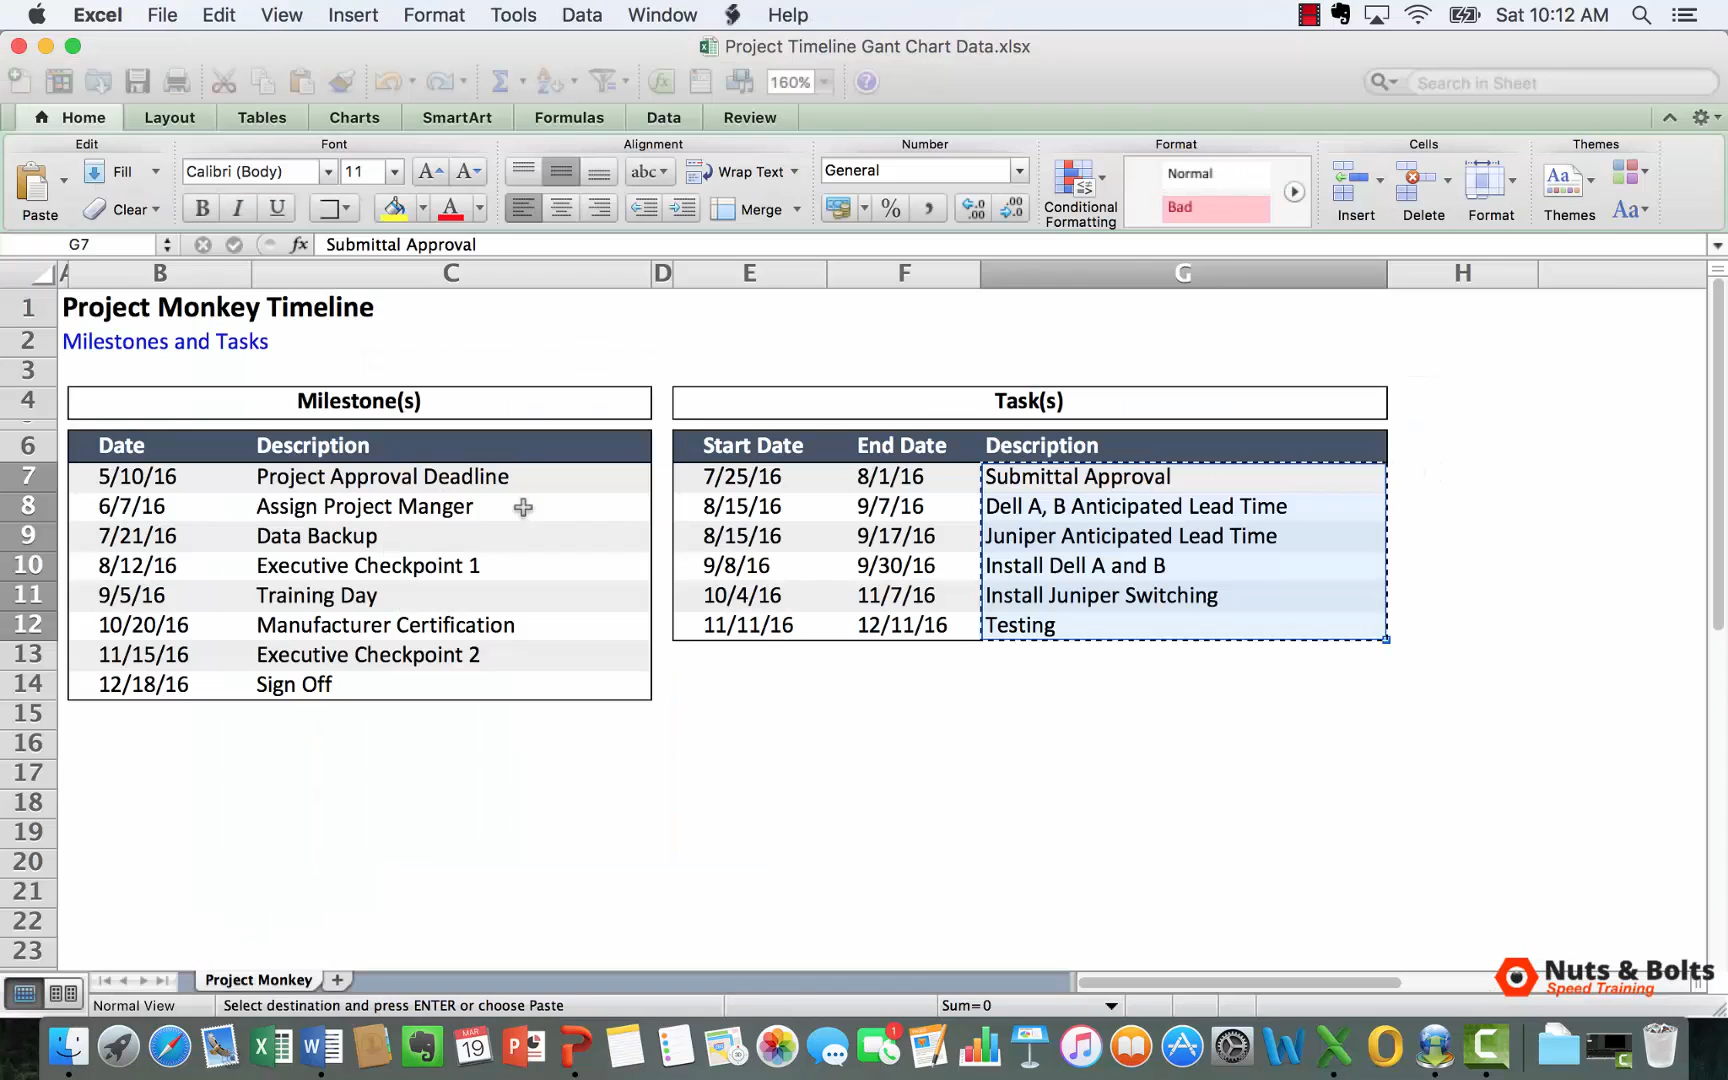 Excel File Edit View Insert Format Tools Data Window Help Sat 10:12 AM
Project Timeline Gant Chart Data.xlsx
160% Search in Sheet
Home Layout Tables Charts SmartArt Formulas Data Review
Edit Font Alignment Number Format Cells Themes
Fill Calibri (Body) 11 A A abc Wrap Text General Normal
Paste Clear B I U A Merge % , .0 .00 .00 .0 Conditional Formatting Bad Insert Delete Format Aa Themes Aa
G7 fx Submittal Approval
A B C D E F G H
1 Project Monkey Timeline
2 Milestones and Tasks
3
4 Milestone(s) Task(s)
6 Date Description Start Date End Date Description
7 5/10/16 Project Approval Deadline 7/25/16 8/1/16 Submittal Approval
8 6/7/16 Assign Project Manger 8/15/16 9/7/16 Dell A, B Anticipated Lead Time
9 7/21/16 Data Backup 8/15/16 9/17/16 Juniper Anticipated Lead Time
10 8/12/16 Executive Checkpoint 1 9/8/16 9/30/16 Install Dell A and B
11 9/5/16 Training Day 10/4/16 11/7/16 Install Juniper Switching
12 10/20/16 Manufacturer Certification 11/11/16 12/11/16 Testing
13 11/15/16 Executive Checkpoint 2
14 12/18/16 Sign Off
15
16
17
18
19
20
21
22
23
Project Monkey
Nuts & Bolts
Speed Training
Normal View Select destination and press ENTER or choose Paste Sum=0
MAR
19
1